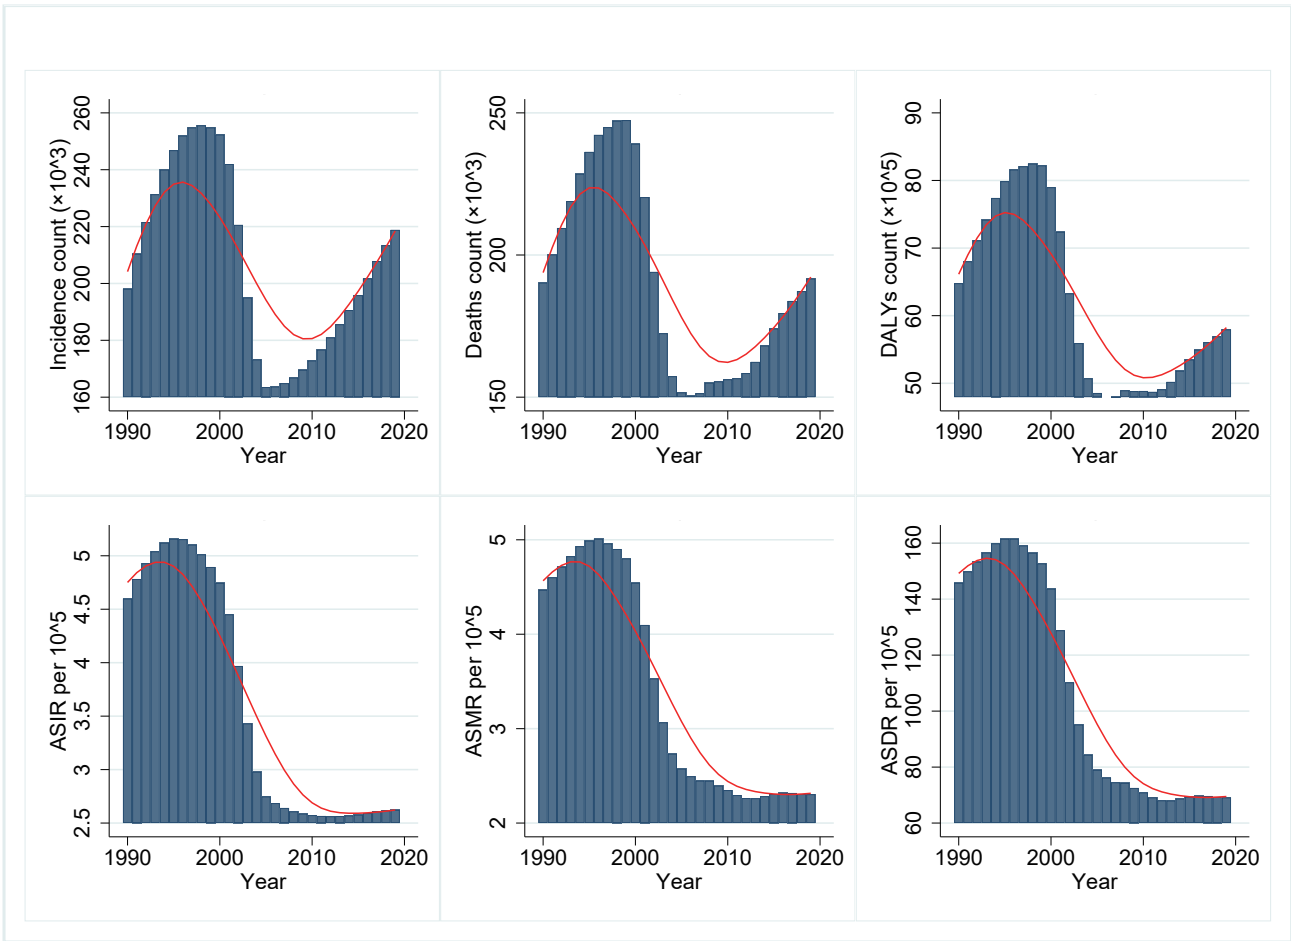 Incidence count (×10^3)
260
240
220
200
180
160
1990 2000 2010 2020
Year
Deaths count (×10^3)
250
200
150
1990 2000 2010 2020
Year
DALYs count (×10^5)
90
80
70
60
50
1990 2000 2010 2020
Year
ASIR per 10^5
5
4.5
4
3.5
3
2.5
1990 2000 2010 2020
Year
ASMR per 10^5
5
4
3
2
1990 2000 2010 2020
Year
ASDR per 10^5
160
140
120
100
80
60
1990 2000 2010 2020
Year